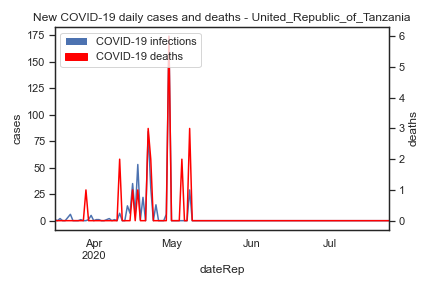 New COVID-19 daily cases and deaths - United_Republic_of_Tanzania
COVID-19 infections
COVID-19 deaths
cases
175
150
125
100
75
50
25
0
deaths
6
5
4
3
2
1
0
Apr
2020
May
Jun
Jul
dateRep